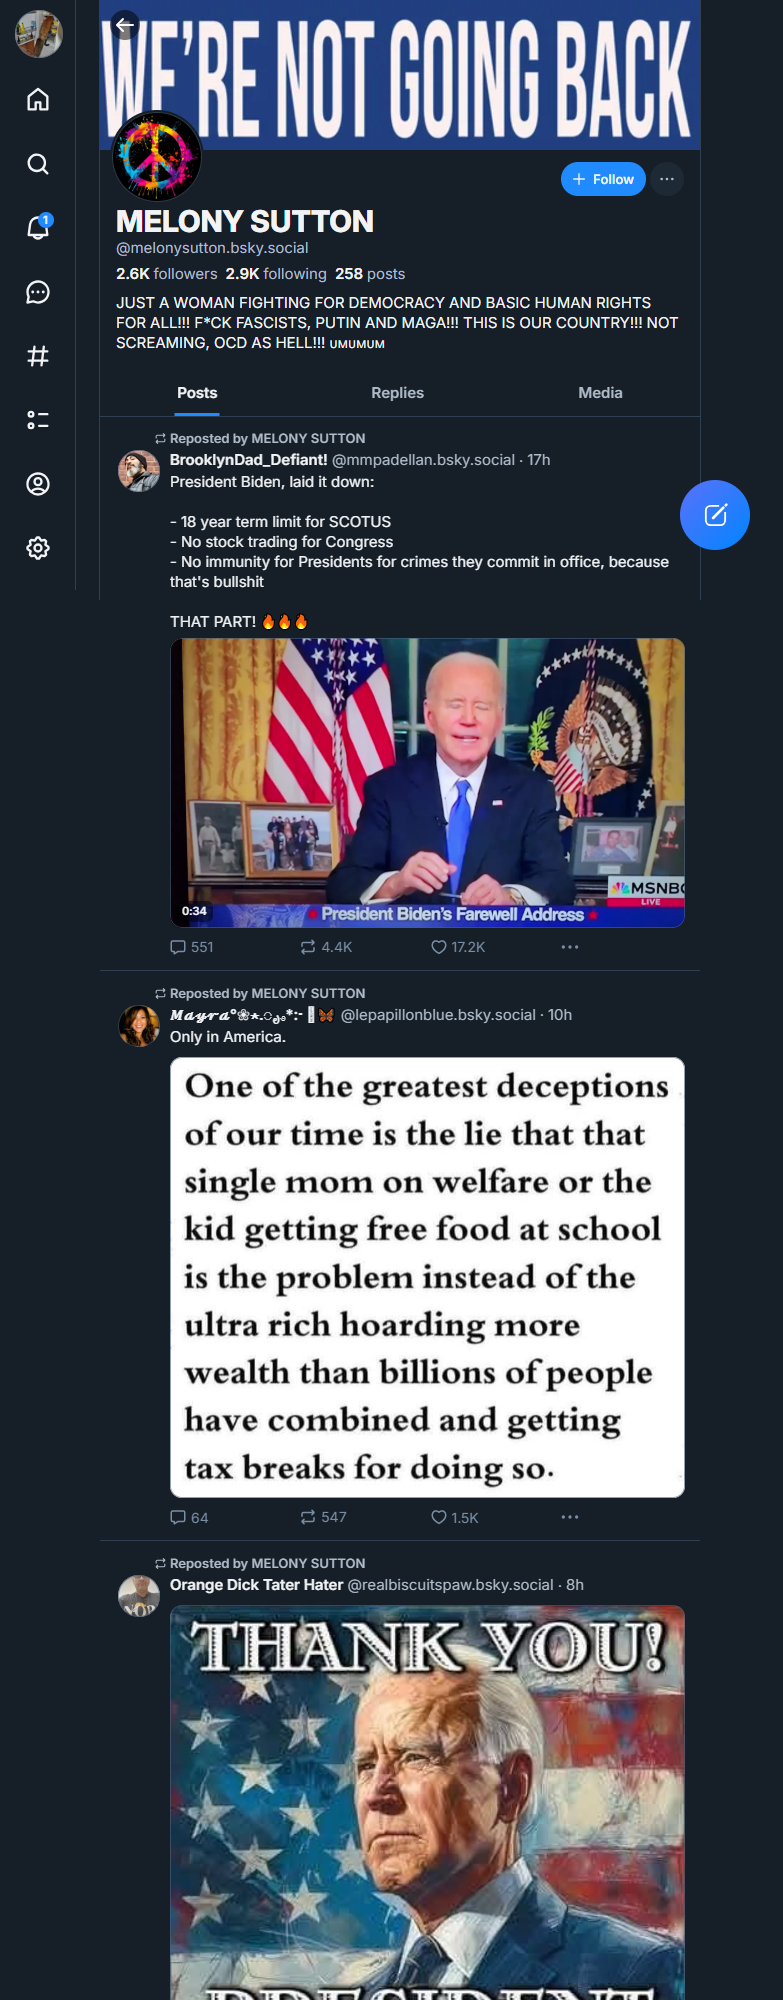 WE'RE NOT GOING BACK
Follow
MELONY SUTTON
@melonysutton.bsky.social
2.6K followers 2.9K following 258 posts
JUST A WOMAN FIGHTING FOR DEMOCRACY AND BASIC HUMAN RIGHTS
FOR ALL!!! F*CK FASCISTS, PUTIN AND MAGA!!! THIS IS OUR COUNTRY!!! NOT
SCREAMING, OCD AS HELL!!! ᴜᴍᴜᴍᴜᴍ
Posts Replies Media
1
Reposted by MELONY SUTTON
BrooklynDad_Defiant! @mmpadellan.bsky.social · 17h
President Biden, laid it down:
- 18 year term limit for SCOTUS
- No stock trading for Congress
- No immunity for Presidents for crimes they commit in office, because
that's bullshit
THAT PART! 🔥🔥🔥
MSNBC
LIVE
0:34
President Biden's Farewell Address
551 4.4K 17.2K
Reposted by MELONY SUTTON
𝑴𝒂𝒚𝒓𝒂 @lepapillonblue.bsky.social · 10h
Only in America.
One of the greatest deceptions
of our time is the lie that that
single mom on welfare or the
kid getting free food at school
is the problem instead of the
ultra rich hoarding more
wealth than billions of people
have combined and getting
tax breaks for doing so.
64 547 1.5K
Reposted by MELONY SUTTON
Orange Dick Tater Hater @realbiscuitspaw.bsky.social · 8h
THANK YOU!
PRESIDENT